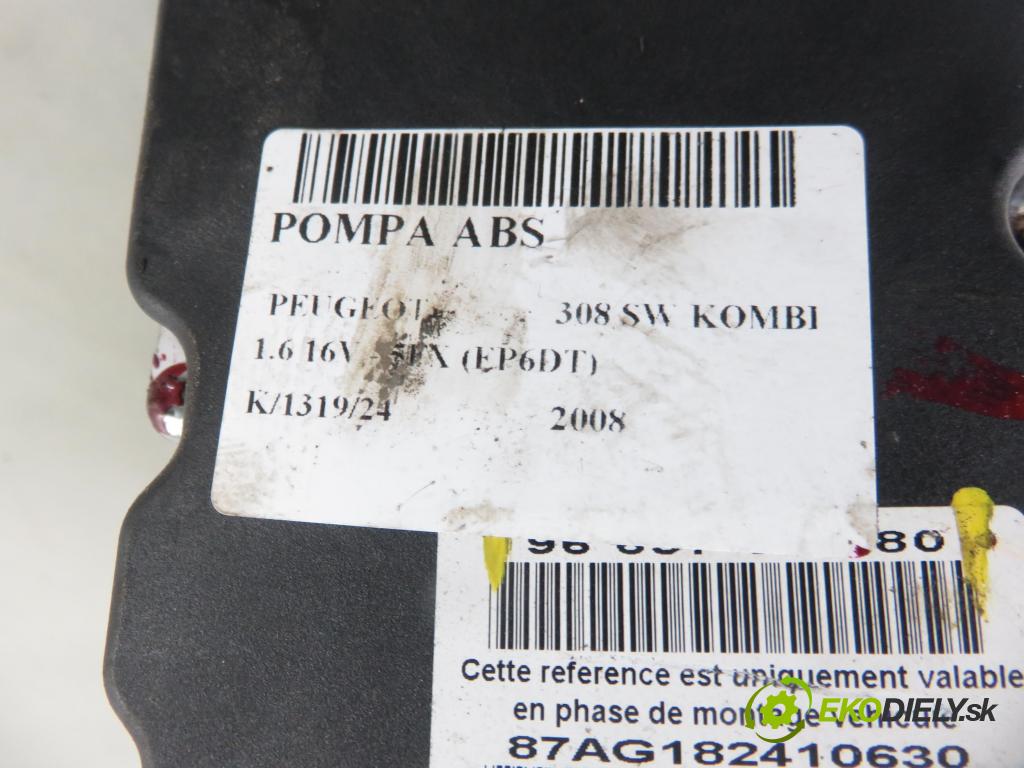 POMPA ABS
PEUGEOT 308 SW KOMBI
1.6 16V - 5FX (EP6DT)
K/1319/24 2008
80
Cette reference est uniquement valable
en phase de montage vehicule
87AG182410630
EKODIELY.sk